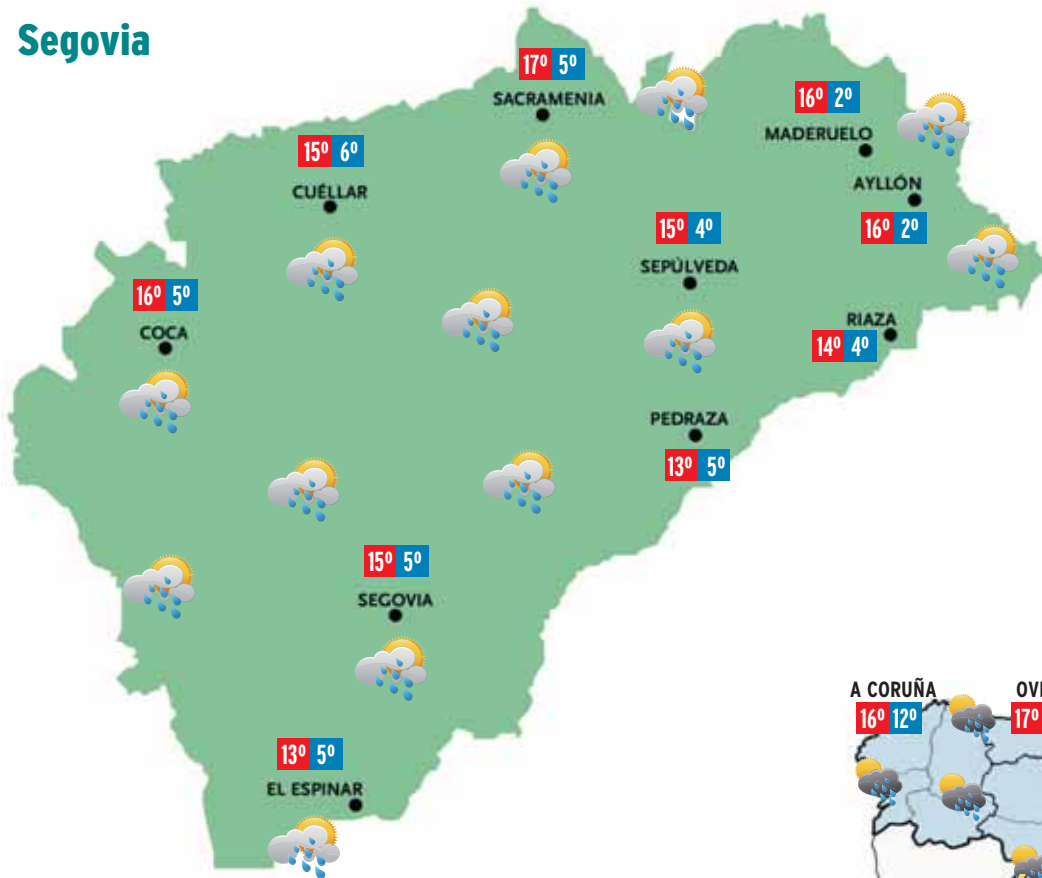 Segovia
17º 5º
SACRAMENIA
16º 2º
MADERUELO
15º 6º
CUÉLLAR
AYLLÓN
16º 2º
15º 4º
SEPÚLVEDA
16º 5º
COCA
RIAZA
14º 4º
PEDRAZA
13º 5º
15º 5º
SEGOVIA
A CORUÑA
16º 12º
OVI
17º
13º 5º
EL ESPINAR